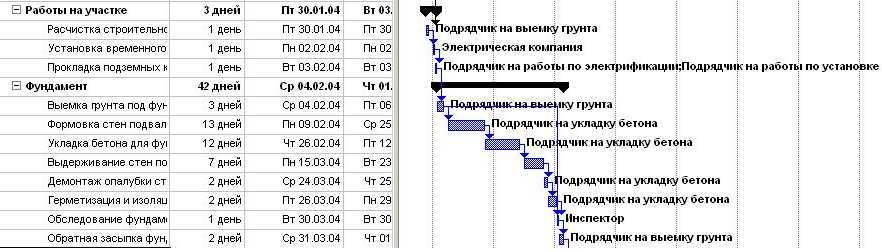 Работы на участке 3 дней Пт 30.01.04 Вт 03. 
Расчистка строительно 1 день Пт 30.01.04 Пт 30 Подрядчик на выемку грунта
Установка временного 1 день Пн 02.02.04 Пн 02 Электрическая компания
Прокладка подземных к 1 день Вт 03.02.04 Вт 03 Подрядчик на работы по электрификации;Подрядчик на работы по установке
Фундамент 42 дней Ср 04.02.04 Чт 01.
Выемка грунта под фун 3 дней Ср 04.02.04 Пт 06 Подрядчик на выемку грунта
Формовка стен подвал 13 дней Пн 09.02.04 Ср 25 Подрядчик на укладку бетона
Укладка бетона для фу 12 дней Чт 26.02.04 Пт 12 Подрядчик на укладку бетона
Выдерживание стен по 7 дней Пн 15.03.04 Вт 23
Демонтаж опалубки ст 2 дней Ср 24.03.04 Чт 25 Подрядчик на укладку бетона
Герметизация и изоляц 2 дней Пт 26.03.04 Пн 29 Подрядчик на укладку бетона
Обследование фундам 1 день Вт 30.03.04 Вт 30 Инспектор
Обратная засыпка фун 2 дней Ср 31.03.04 Чт 01 Подрядчик на выемку грунта